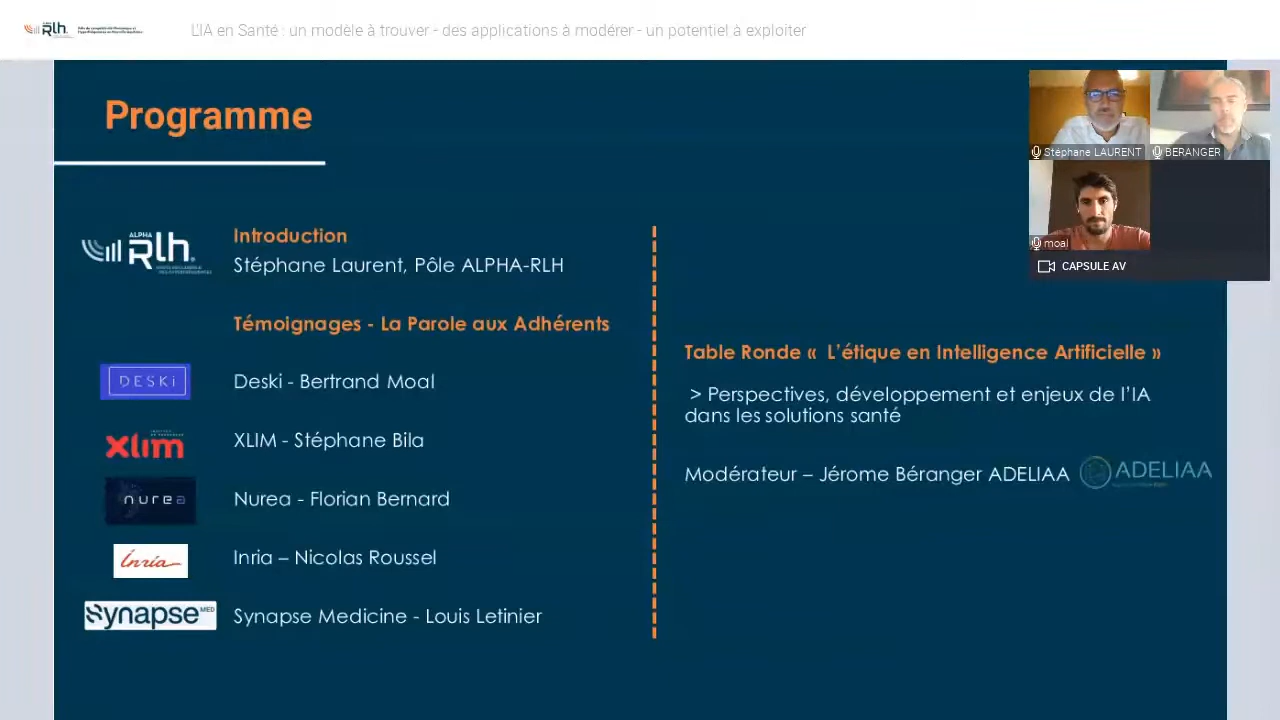 ALPHA
Rlh.
L'IA en Santé : un modèle à trouver - des applications à modérer - un potentiel à exploiter
Programme
Stéphane LAURENT
BERANGER
moal
CAPSULE AV
ALPHA
Rlh.
Introduction
Stéphane Laurent, Pôle ALPHA-RLH
Témoignages - La Parole aux Adhérents
DESKi
Deski - Bertrand Moal
xlim
XLIM - Stéphane Bila
nurea
Nurea - Florian Bernard
Inria
Inria – Nicolas Roussel
Synapse MED
Synapse Medicine - Louis Letinier
Table Ronde « L'étique en Intelligence Artificielle »
> Perspectives, développement et enjeux de l'IA
dans les solutions santé
Modérateur – Jérome Béranger ADELIAA
ADELIAA